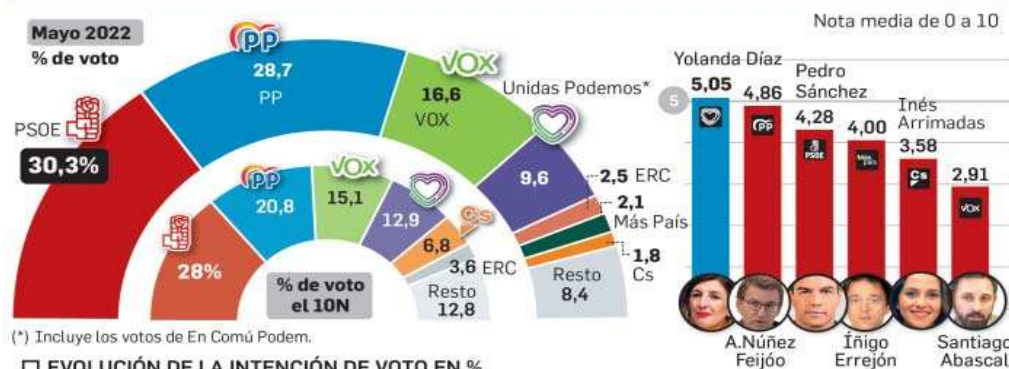 Mayo 2022
% de voto
PSOE
30,3%
PP
28,7
PP
VOX
16,6
VOX
Unidas Podemos*
9,6
2,5 ERC
2,1
Más País
1,8
Cs
Resto
8,4
28%
PP
20,8
VOX
15,1
12,9
Cs
6,8
3,6 ERC
Resto
12,8
% de voto
el 10N
(*) Incluye los votos de En Comú Podem.
EVOLUCIÓN DE LA INTENCIÓN DE VOTO EN %
Nota media de 0 a 10
5
Yolanda Díaz
5,05
4,86
PP
Pedro
Sánchez
4,28
PSOE
4,00
Más
país
Inés
Arrimadas
3,58
Cs
2,91
VOX
A.Núñez
Feijóo
Íñigo
Errejón
Santiago
Abascal